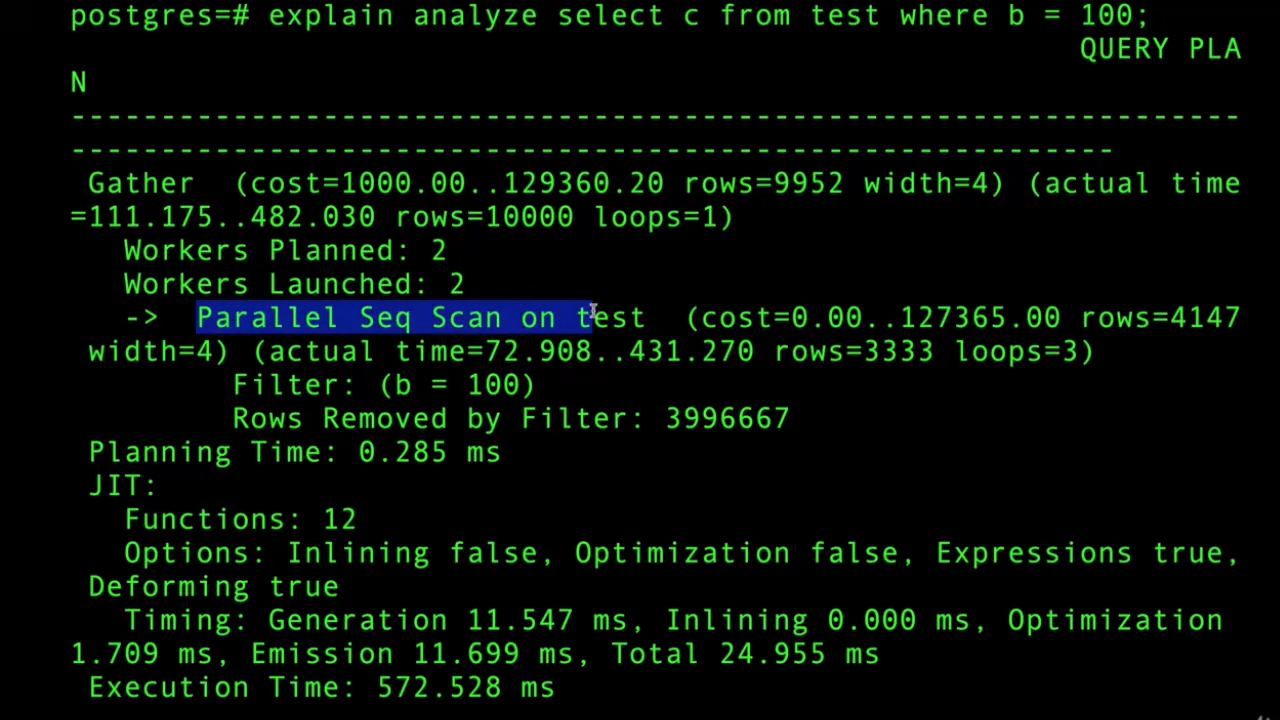 postgres=# explain analyze select c from test where b = 100;
QUERY PLA
N
-----------------------------------------------------------------
----------------------------------------------------------
Gather  (cost=1000.00..129360.20 rows=9952 width=4) (actual time
=111.175..482.030 rows=10000 loops=1)
Workers Planned: 2
Workers Launched: 2
->  Parallel Seq Scan on test  (cost=0.00..127365.00 rows=4147
width=4) (actual time=72.908..431.270 rows=3333 loops=3)
Filter: (b = 100)
Rows Removed by Filter: 3996667
Planning Time: 0.285 ms
JIT:
Functions: 12
Options: Inlining false, Optimization false, Expressions true,
Deforming true
Timing: Generation 11.547 ms, Inlining 0.000 ms, Optimization
1.709 ms, Emission 11.699 ms, Total 24.955 ms
Execution Time: 572.528 ms